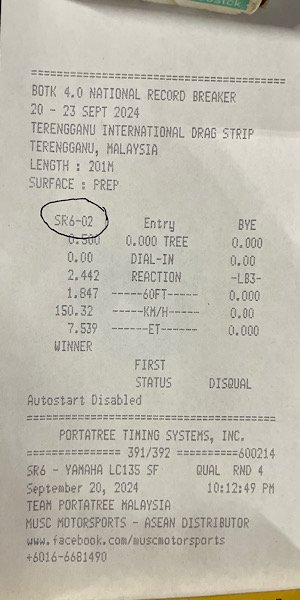 ===================================
BOTK 4.0 NATIONAL RECORD BREAKER
20 - 23 SEPT 2024
TERENGGANU INTERNATIONAL DRAG STRIP
TERENGGANU, MALAYSIA
LENGTH : 201M
SURFACE : PREP
SR6-02 Entry BYE
0.500 0.000 TREE 0.000
0.00 DIAL-IN 0.00
2.442 REACTION -LB3-
1.847 -----60FT----- 0.000
150.32 -----KM/H----- 0.00
7.539 ------ET------ 0.000
WINNER
FIRST
STATUS DISQUAL
Autostart Disabled
===================================
PORTATREE TIMING SYSTEMS, INC.
=============== 391/392 ==========600214
SR6 - YAMAHA LC135 SF QUAL RND 4
September 20, 2024 10:12:49 PM
TEAM PORTATREE MALAYSIA
MUSC MOTORSPORTS - ASEAN DISTRIBUTOR
www.facebook.com/muscmotorsports
+6016-6681490